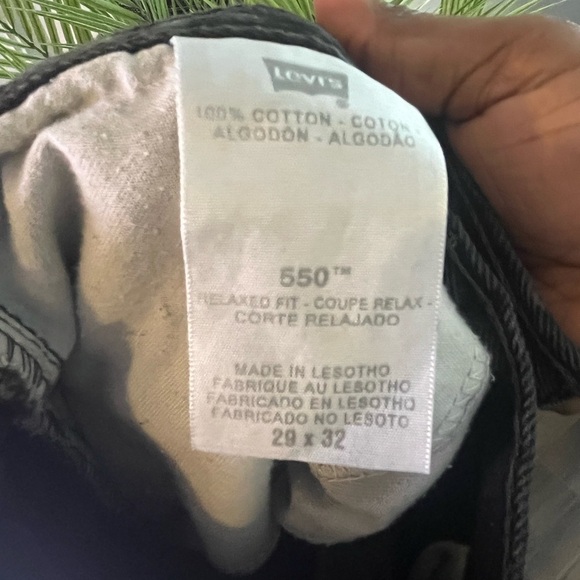 Levi's
®
100% COTTON - COTON -
ALGODÓN - ALGODÃO
550™
RELAXED FIT - COUPE RELAX -
CORTE RELAJADO
MADE IN LESOTHO
FABRIQUE AU LESOTHO
FABRICADO EN LESOTHO
FABRICADO NO LESOTO
29 x 32